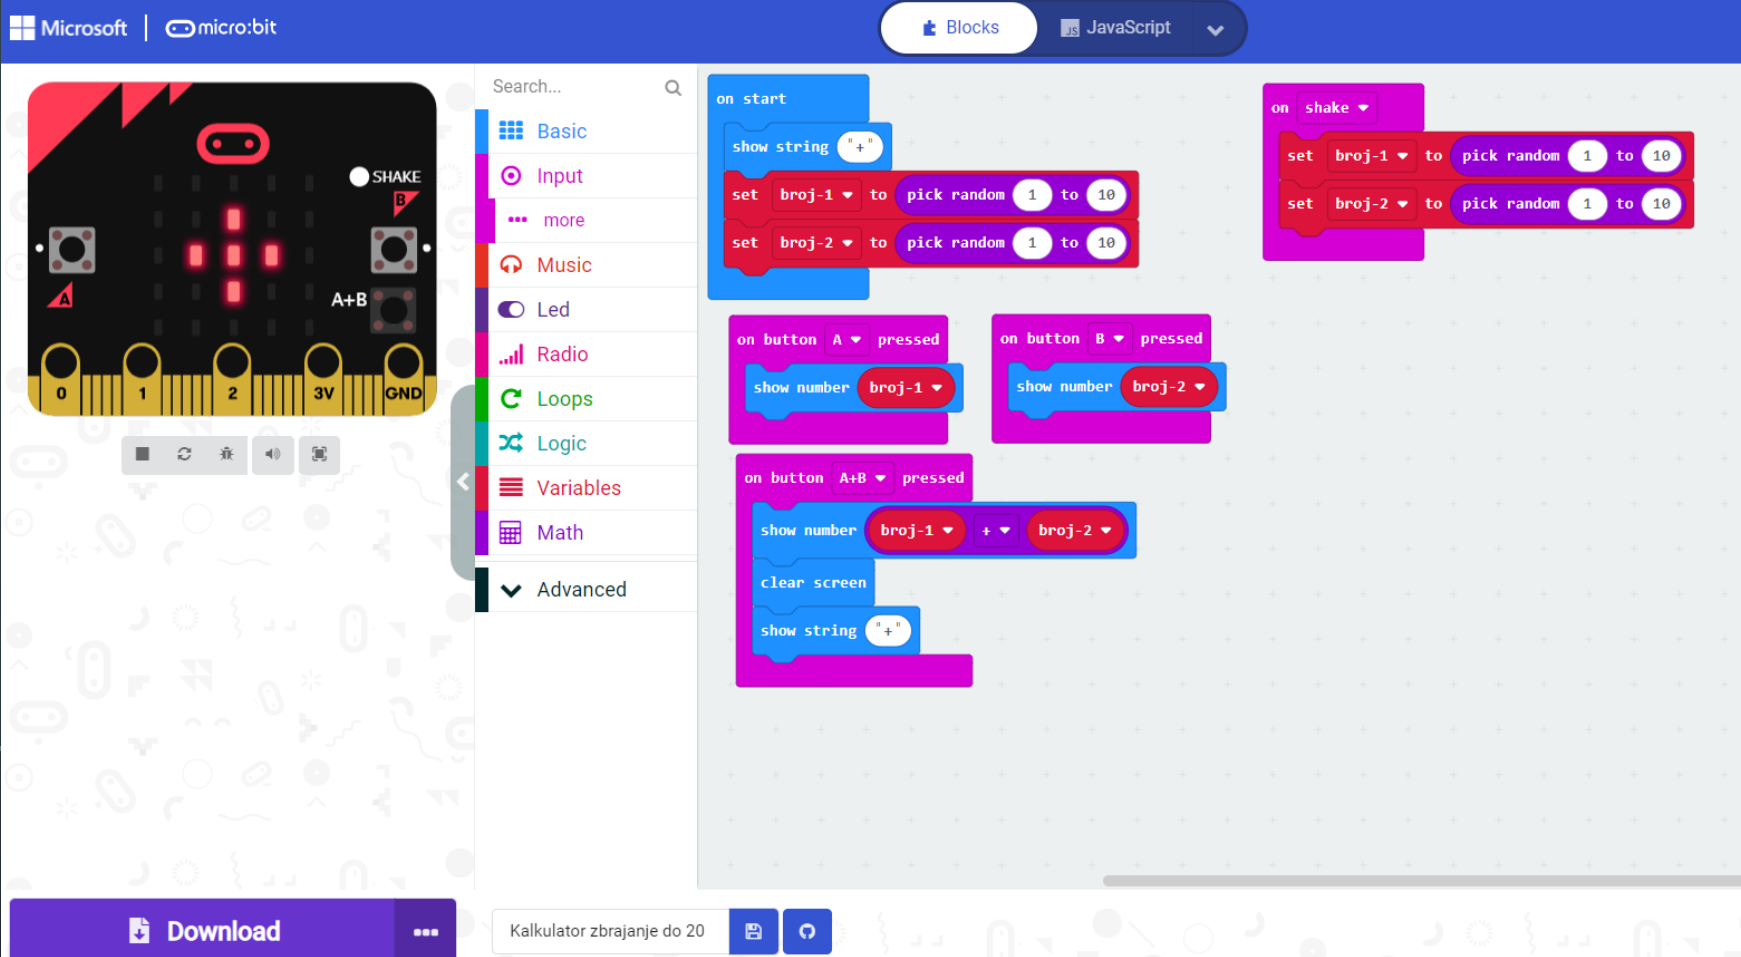 Microsoft micro:bit
Blocks JS JavaScript
SHAKE
B
A
A+B
0 1 2 3V GND
Search...
Basic
Input
more
Music
Led
Radio
Loops
Logic
Variables
Math
Advanced
on start
show string "+"
set broj-1 to pick random 1 to 10
set broj-2 to pick random 1 to 10
on shake
set broj-1 to pick random 1 to 10
set broj-2 to pick random 1 to 10
on button A pressed
show number broj-1
on button B pressed
show number broj-2
on button A+B pressed
show number broj-1 + broj-2
clear screen
show string "+"
Download
Kalkulator zbrajanje do 20